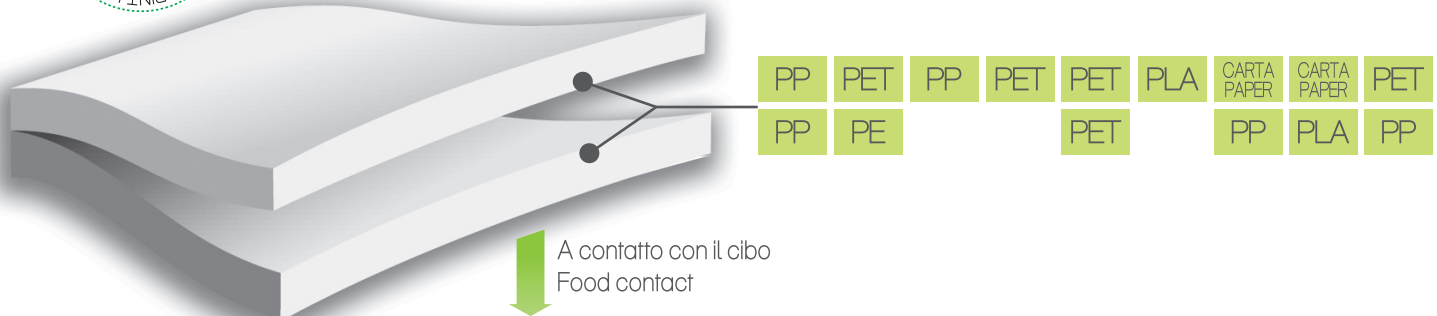 PP PET PP PET PET PLA CARTA PAPER CARTA PAPER PET
PP PE PET PP PLA PP
A contatto con il cibo
Food contact